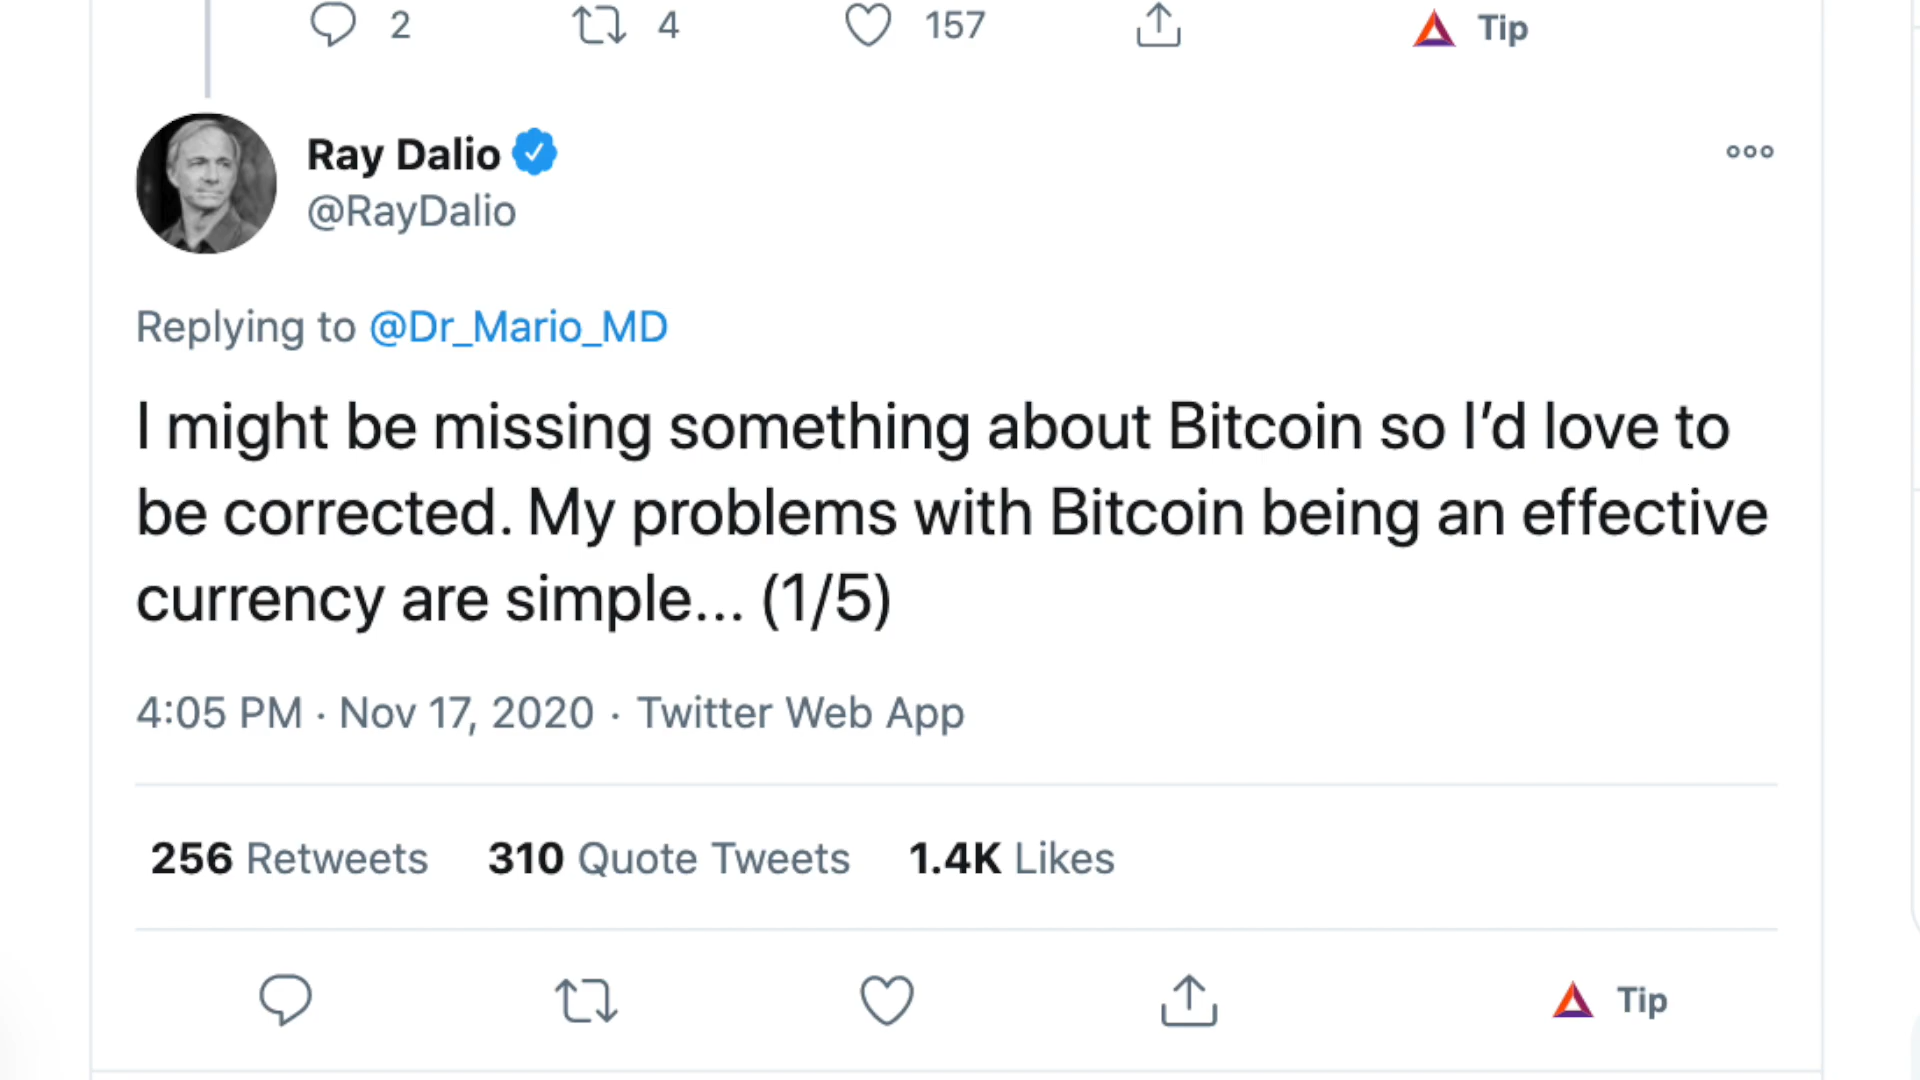 2 4 157 Tip
Ray Dalio
@RayDalio
Replying to @Dr_Mario_MD
I might be missing something about Bitcoin so I’d love to
be corrected. My problems with Bitcoin being an effective
currency are simple... (1/5)
4:05 PM · Nov 17, 2020 · Twitter Web App
256 Retweets 310 Quote Tweets 1.4K Likes
Tip